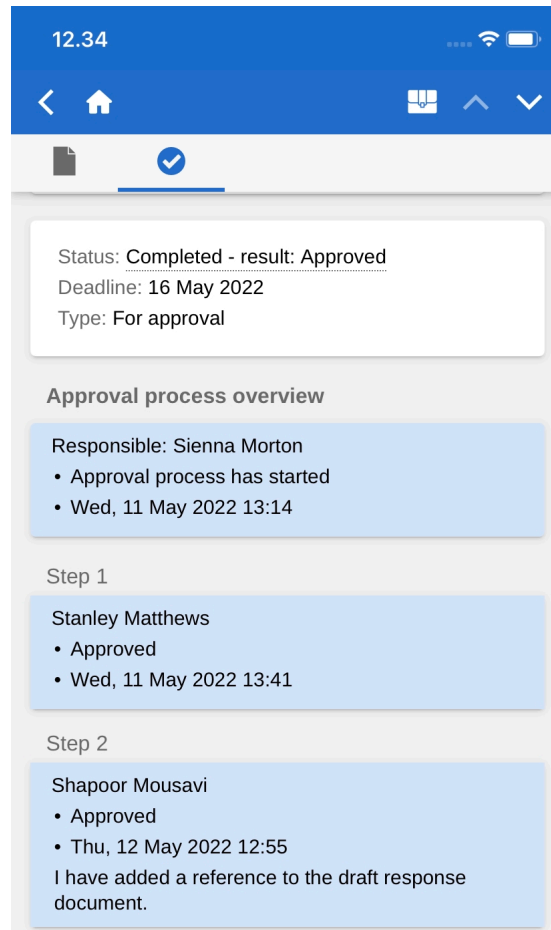 12.34
Status: Completed - result: Approved
Deadline: 16 May 2022
Type: For approval
Approval process overview
Responsible: Sienna Morton
• Approval process has started
• Wed, 11 May 2022 13:14
Step 1
Stanley Matthews
• Approved
• Wed, 11 May 2022 13:41
Step 2
Shapoor Mousavi
• Approved
• Thu, 12 May 2022 12:55
I have added a reference to the draft response
document.